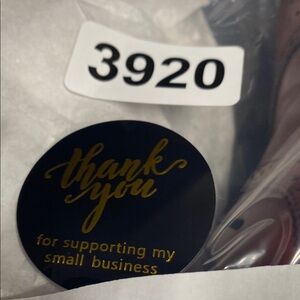 3920
thank
you
for supporting my
small business